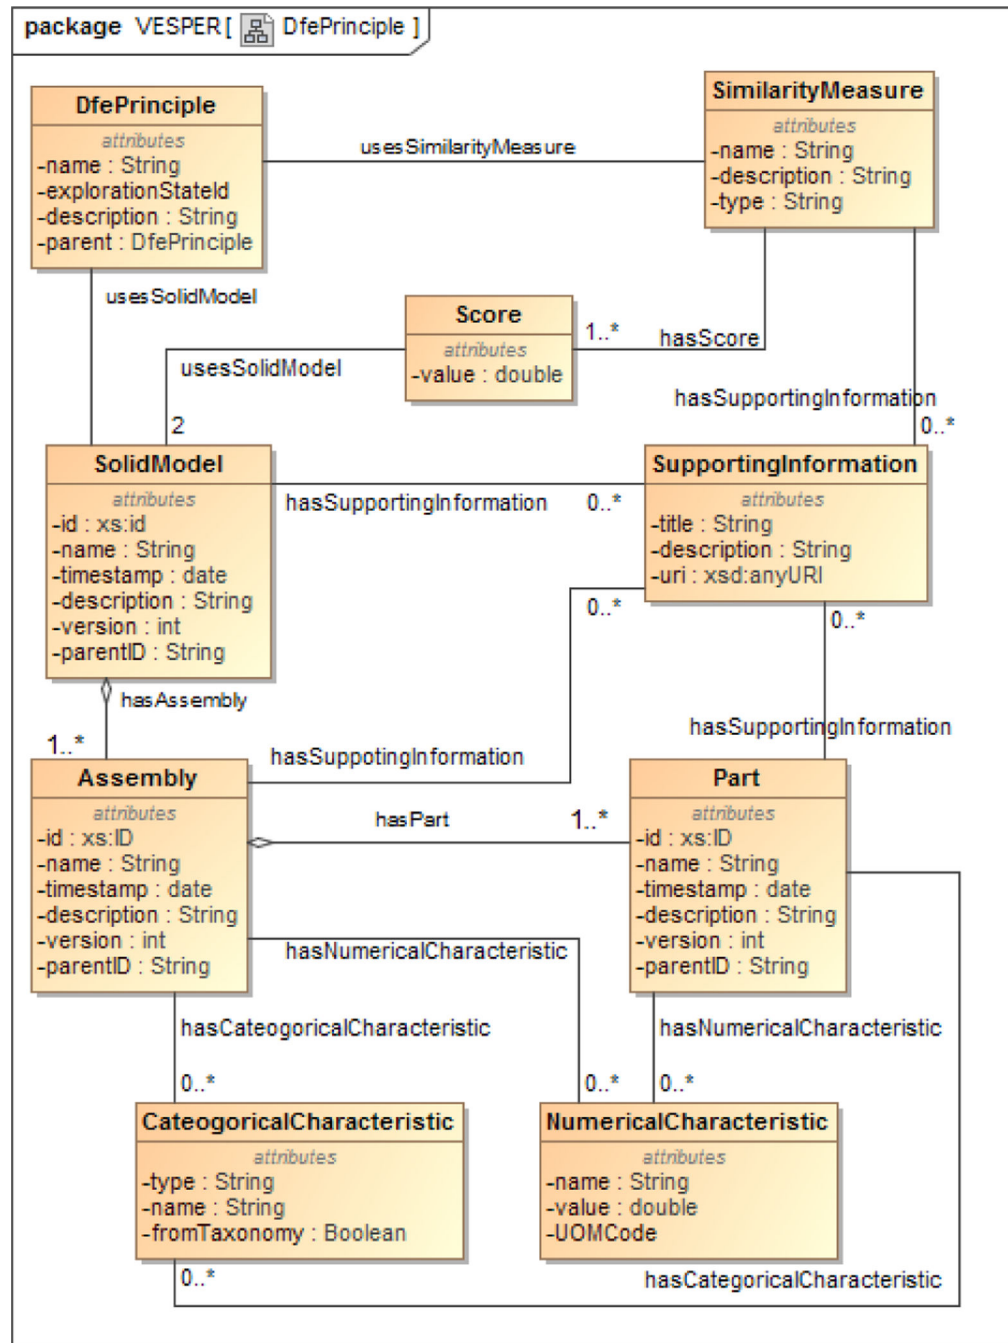 package VESPER[ DfePrinciple ]
DfePrinciple
attributes
-name : String
-explorationStateId
-description : String
-parent : DfePrinciple
usesSimilarityMeasure
SimilarityMeasure
attributes
-name : String
-description : String
-type : String
usesSolidModel
Score
attributes
-value : double
1..*
hasScore
usesSolidModel
2
hasSupportingInformation
0..*
SolidModel
attributes
-id : xs:id
-name : String
-timestamp : date
-description : String
-version : int
-parentID : String
hasSupportingInformation
0..*
SupportingInformation
attributes
-title : String
-description : String
-uri : xsd:anyURI
0..*
0..*
hasAssembly
1..*
hasSuppotingInformation
hasSupportingInformation
Assembly
attributes
-id : xs:ID
-name : String
-timestamp : date
-description : String
-version : int
-parentID : String
hasPart
1..*
Part
attributes
-id : xs:ID
-name : String
-timestamp : date
-description : String
-version : int
-parentID : String
hasNumericalCharacteristic
hasCateogoricalCharacteristic
hasNumericalCharacteristic
0..*
0..*
0..*
CateogoricalCharacteristic
attributes
-type : String
-name : String
-fromTaxonomy : Boolean
NumericalCharacteristic
attributes
-name : String
-value : double
-UOMCode
0..*
hasCategoricalCharacteristic